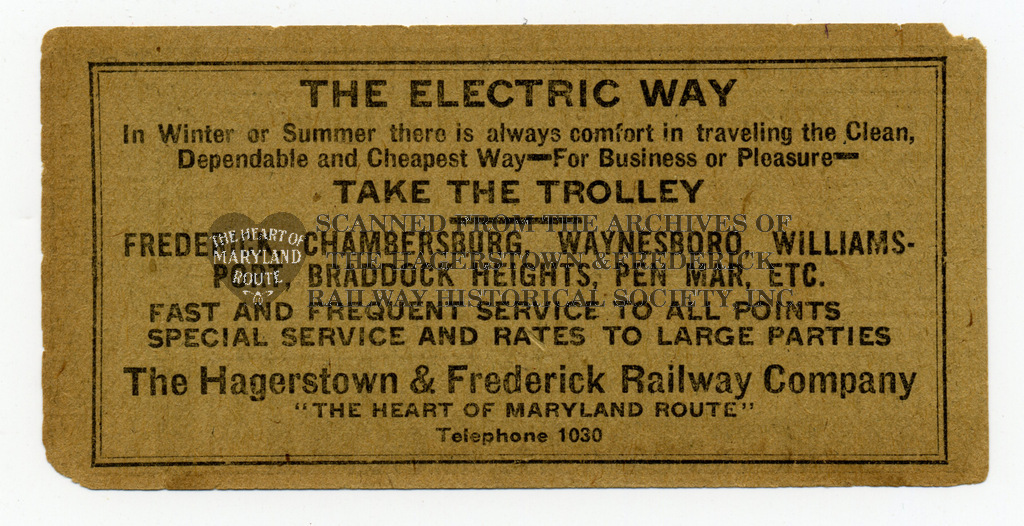 THE ELECTRIC WAY
In Winter or Summer there is always comfort in traveling the Clean,
Dependable and Cheapest Way—For Business or Pleasure—
TAKE THE TROLLEY
SCANNED FROM THE ARCHIVES OF
THE HAGERSTOWN & FREDERICK
RAILWAY HISTORICAL SOCIETY, INC
THE HEART OF
MARYLAND
ROUTE
FREDERICK, CHAMBERSBURG, WAYNESBORO, WILLIAMS-
PORT, BRADDOCK HEIGHTS, PEN MAR, ETC.
FAST AND FREQUENT SERVICE TO ALL POINTS
SPECIAL SERVICE AND RATES TO LARGE PARTIES
The Hagerstown & Frederick Railway Company
"THE HEART OF MARYLAND ROUTE"
Telephone 1030